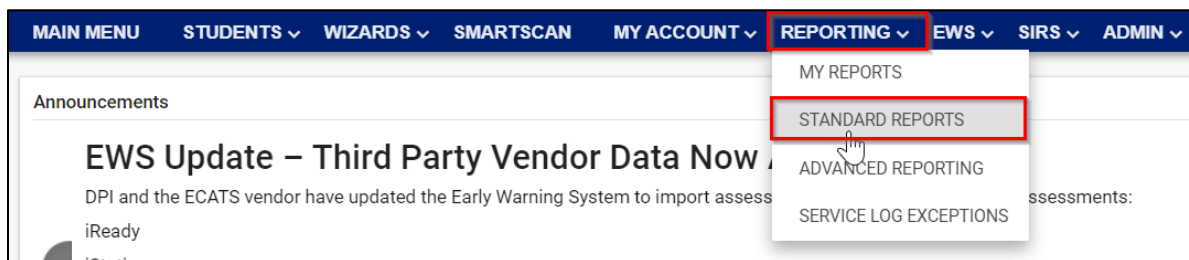 MAIN MENU STUDENTS WIZARDS SMARTSCAN MY ACCOUNT REPORTING EWS SIRS ADMIN
MY REPORTS
Announcements
STANDARD REPORTS
EWS Update – Third Party Vendor Data Now
ADVANCED REPORTING
DPI and the ECATS vendor have updated the Early Warning System to import assess ssessments:
SERVICE LOG EXCEPTIONS
iReady